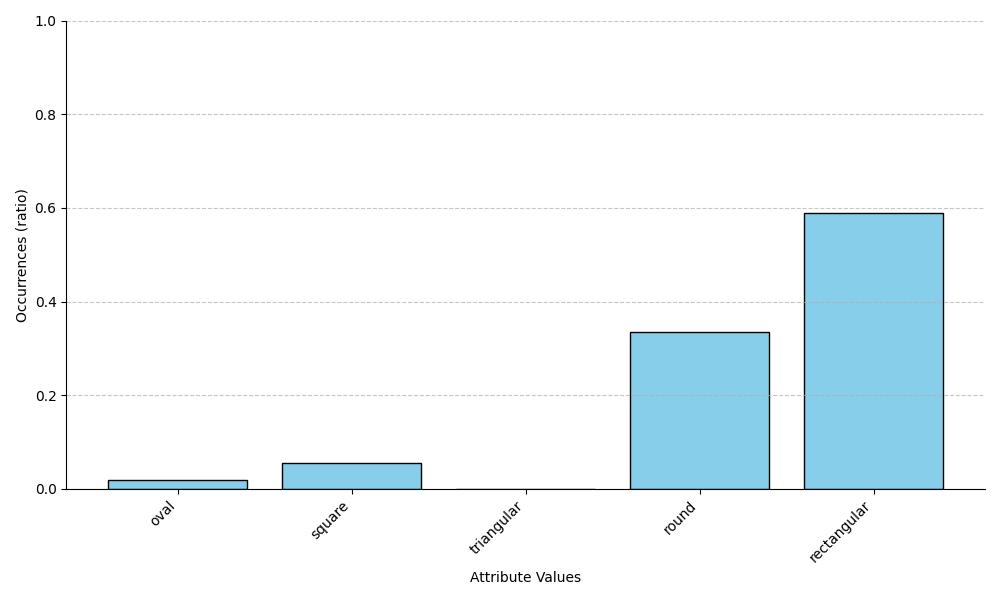 1.0
0.8
0.6
0.4
0.2
0.0
Occurrences (ratio)
oval
square
triangular
round
rectangular
Attribute Values